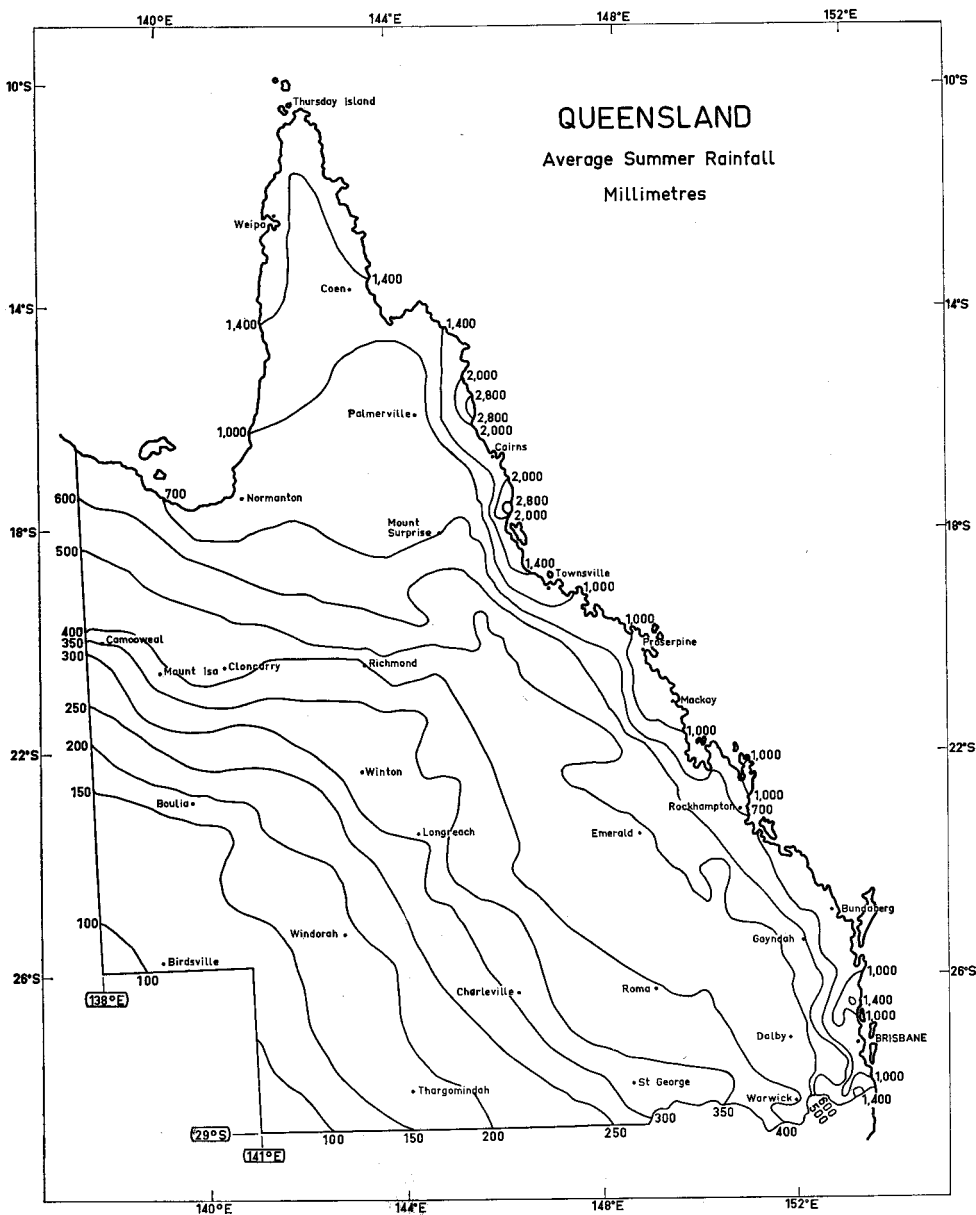 140°E 144°E 148°E 152°E
10°S 10°S
Thursday Island
QUEENSLAND
Average Summer Rainfall
Millimetres
Weipa
Coen
1,400
14°S 14°S
1,400 1,400
2,000
2,800
Palmerville
2,800
1,000 2,000
Cairns
2,000
700 Normanton 2,800
600 2,000
Mount
Surprise
18°S 18°S
500
1,400
Townsville
1,000
1,000
400 Camooweal Proserpine
350
300 Mount Isa Cloncurry Richmond
Mackay
250
1,000
200 22°S 22°S
1,000
Winton
150 Boulia 1,000
Rockhampton 700
Longreach Emerald
Bundaberg
100
Windorah Gayndah
Birdsville
26°S 26°S
100 1,000
138°E
Charleville Roma 1,400
1,000
Dalby BRISBANE
St George 1,000
Thargomindah Warwick 1,400
600
500
350
300
29°S 100 150 200 250 400
141°E
140°E 144°E 148°E 152°E